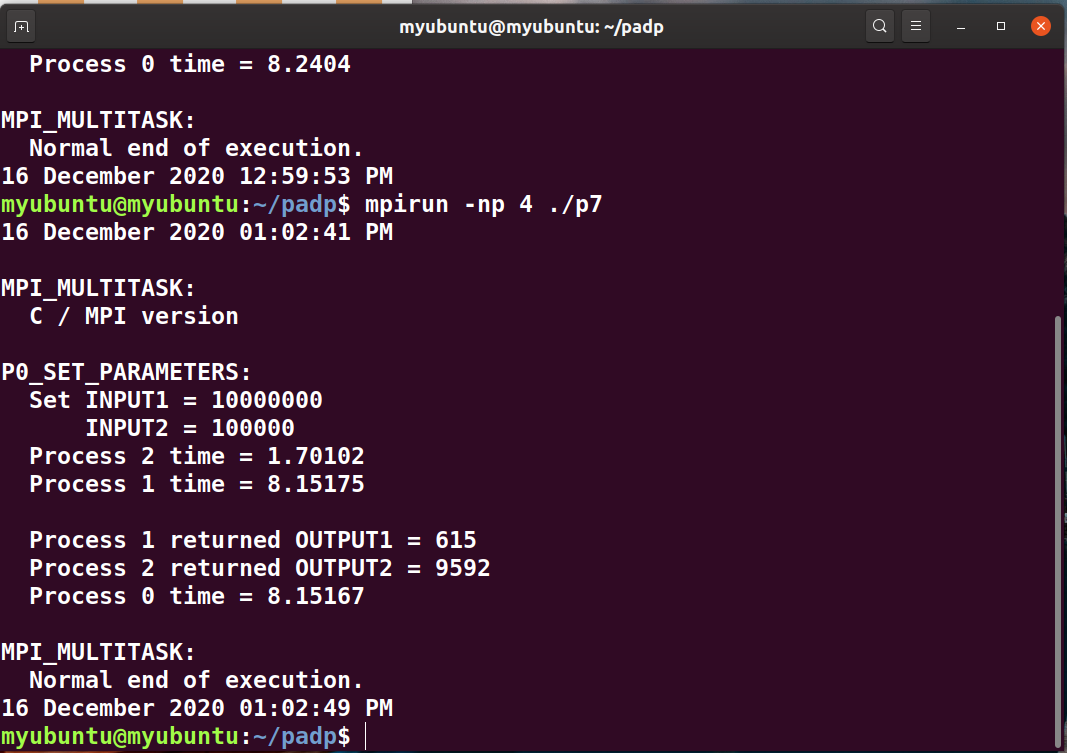 myubuntu@myubuntu: ~/padp
  Process 0 time = 8.2404

MPI_MULTITASK:
  Normal end of execution.
16 December 2020 12:59:53 PM
myubuntu@myubuntu:~/padp$ mpirun -np 4 ./p7
16 December 2020 01:02:41 PM

MPI_MULTITASK:
  C / MPI version

P0_SET_PARAMETERS:
  Set INPUT1 = 10000000
      INPUT2 = 100000
  Process 2 time = 1.70102
  Process 1 time = 8.15175

  Process 1 returned OUTPUT1 = 615
  Process 2 returned OUTPUT2 = 9592
  Process 0 time = 8.15167

MPI_MULTITASK:
  Normal end of execution.
16 December 2020 01:02:49 PM
myubuntu@myubuntu:~/padp$